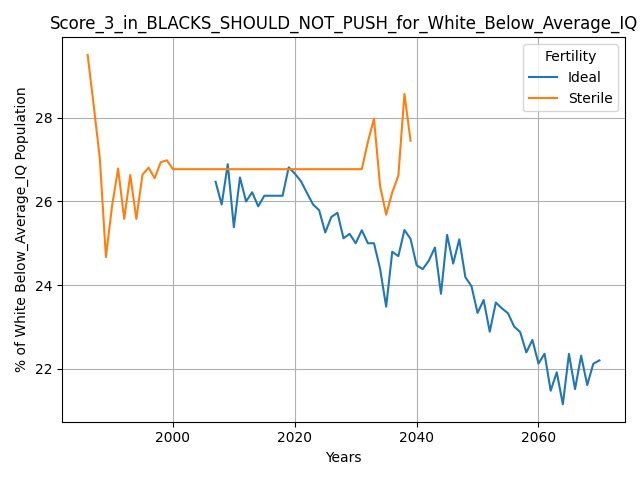 Score_3_in_BLACKS_SHOULD_NOT_PUSH_for_White_Below_Average_IQ
% of White Below_Average_IQ Population
28
26
24
22
Fertility
Ideal
Sterile
2000
2020
2040
2060
Years